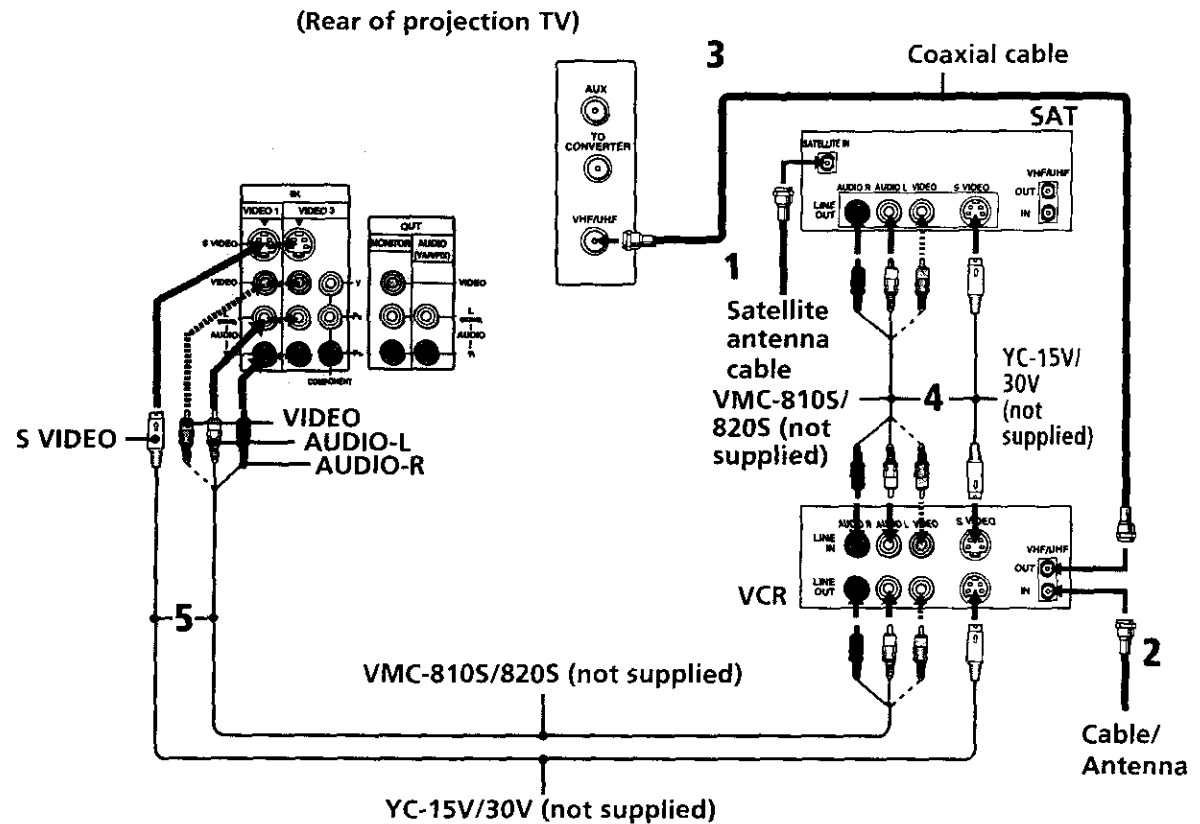 (Rear of projection TV)
3
Coaxial cable
AUX
TO
CONVERTER
VHF/UHF
SAT
SATELLITE IN
AUDIO R AUDIO L VIDEO S VIDEO
LINE
OUT
VHF/UHF
OUT
IN
IN
VIDEO 1 VIDEO 3
S VIDEO
VIDEO
L
AUDIO
COMPONENT
OUT
MONITOR
AUDIO
VIDEO
L
AUDIO
R
1
Satellite
antenna
cable
VMC-810S/
820S (not
supplied)
4
YC-15V/
30V
(not
supplied)
S VIDEO
VIDEO
AUDIO-L
AUDIO-R
AUDIO R AUDIO L VIDEO S VIDEO
LINE
IN
LINE
OUT
VHF/UHF
OUT
IN
VCR
2
Cable/
Antenna
5
VMC-810S/820S (not supplied)
YC-15V/30V (not supplied)